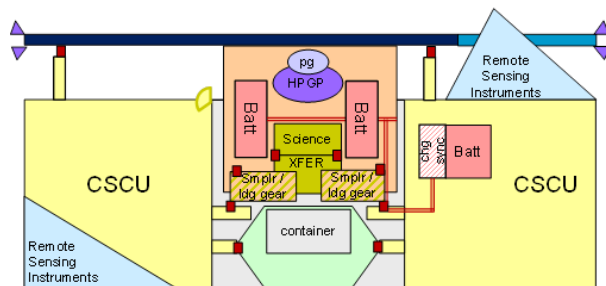 pg
HPGP
Remote
Sensing
Instruments
Batt
Batt
Science
XFER
chg
sync
Batt
CSCU
Smplr /
ldg gear
Smplr /
ldg gear
CSCU
container
Remote
Sensing
Instruments